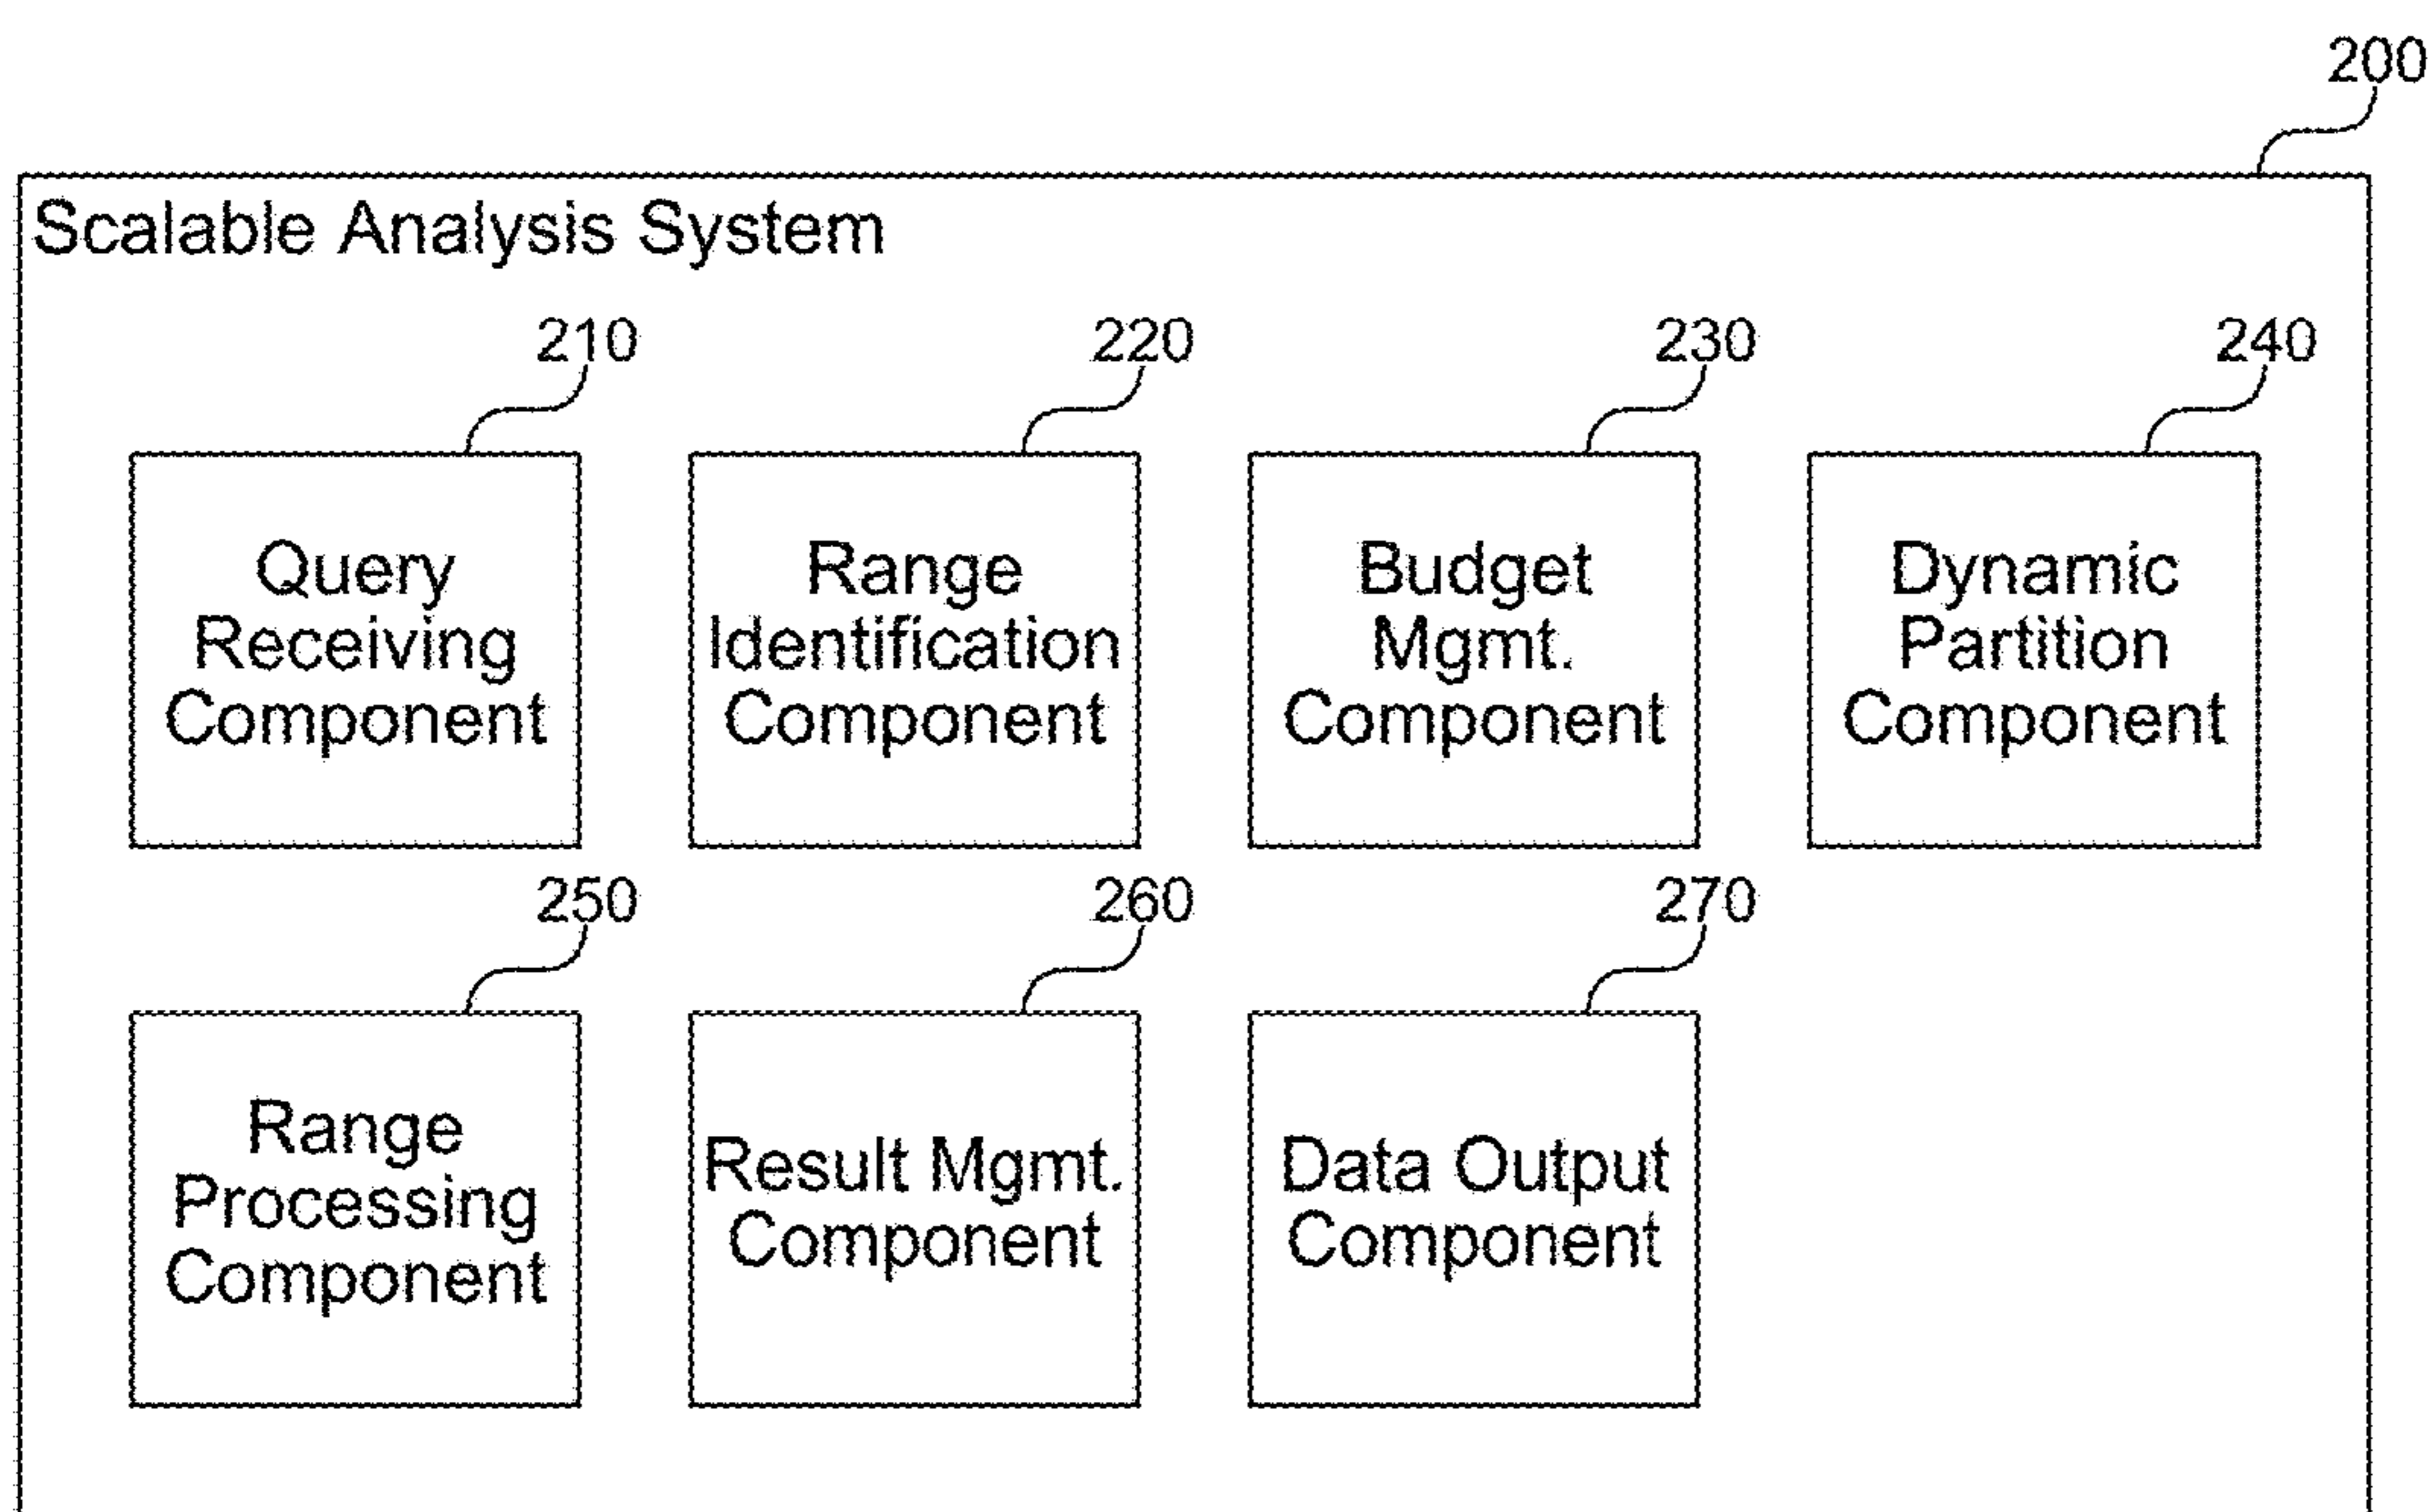 200
Scalable Analysis System
210
220
230
240
Query
Receiving
Component
Range
Identification
Component
Budget
Mgmt.
Component
Dynamic
Partition
Component
250
260
270
Range
Processing
Component
Result Mgmt.
Component
Data Output
Component